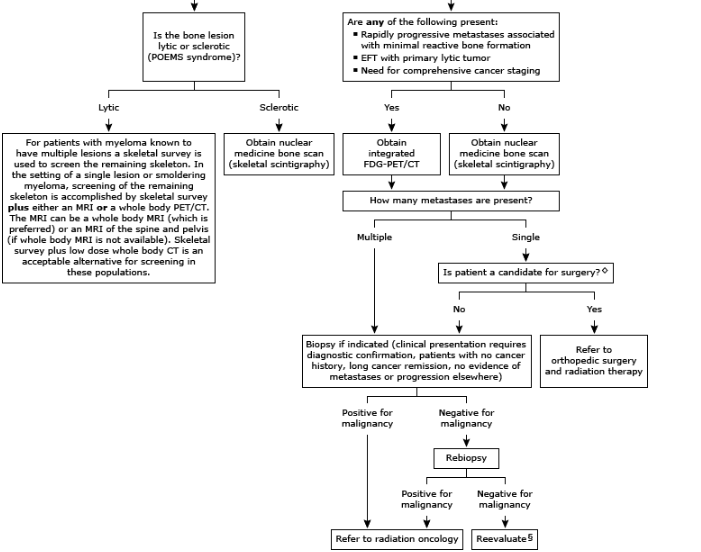 Is the bone lesion
lytic or sclerotic
(POEMS syndrome)?
Are any of the following present:
▪ Rapidly progressive metastases associated
with minimal reactive bone formation
▪ EFT with primary lytic tumor
▪ Need for comprehensive cancer staging
Lytic
Sclerotic
Yes
No
For patients with myeloma known to
have multiple lesions a skeletal survey is
used to screen the remaining skeleton. In
the setting of a single lesion or smoldering
myeloma, screening of the remaining
skeleton is accomplished by skeletal survey
plus either an MRI or a whole body PET/CT.
The MRI can be a whole body MRI (which is
preferred) or an MRI of the spine and pelvis
(if whole body MRI is not available). Skeletal
survey plus low dose whole body CT is an
acceptable alternative for screening in
these populations.
Obtain nuclear
medicine bone scan
(skeletal scintigraphy)
Obtain
integrated
FDG-PET/CT
Obtain nuclear
medicine bone scan
(skeletal scintigraphy)
How many metastases are present?
Multiple
Single
Is patient a candidate for surgery?◊
No
Yes
Biopsy if indicated (clinical presentation requires
diagnostic confirmation, patients with no cancer
history, long cancer remission, no evidence of
metastases or progression elsewhere)
Refer to
orthopedic surgery
and radiation therapy
Positive for
malignancy
Negative for
malignancy
Rebiopsy
Positive for
malignancy
Negative for
malignancy
Refer to radiation oncology
Reevaluate§